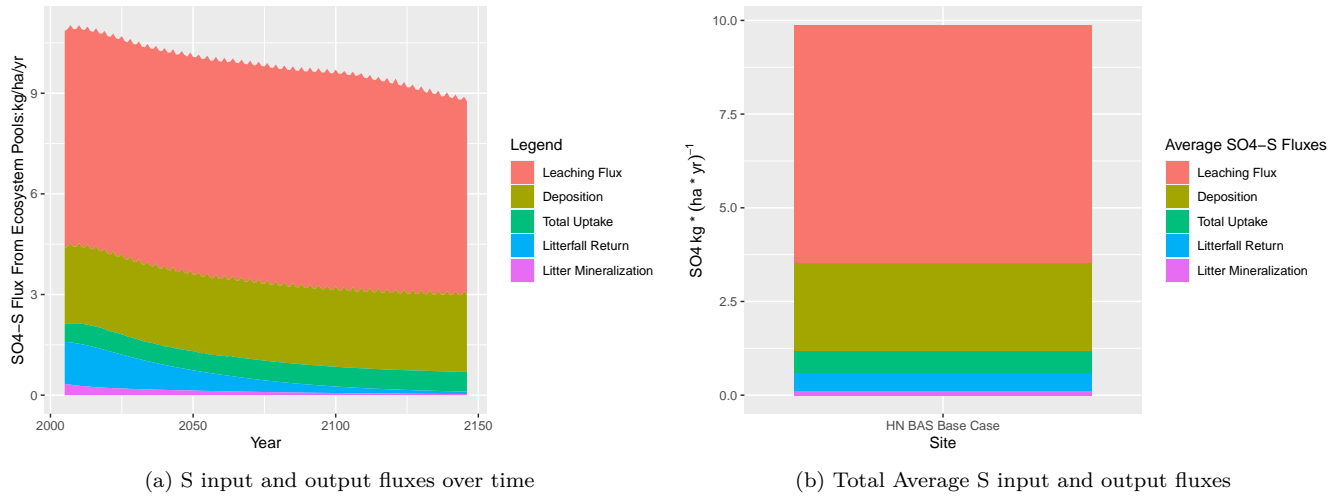 SO4−S Flux From Ecosystem Pools:kg/ha/yr
9
6
3
0
2000
2050
2100
2150
Year
Legend
Leaching Flux
Deposition
Total Uptake
Litterfall Return
Litter Mineralization
(a) S input and output fluxes over time
SO4 kg * (ha * yr)⁻¹
10.0
7.5
5.0
2.5
0.0
HN BAS Base Case
Site
Average SO4−S Fluxes
Leaching Flux
Deposition
Total Uptake
Litterfall Return
Litter Mineralization
(b) Total Average S input and output fluxes